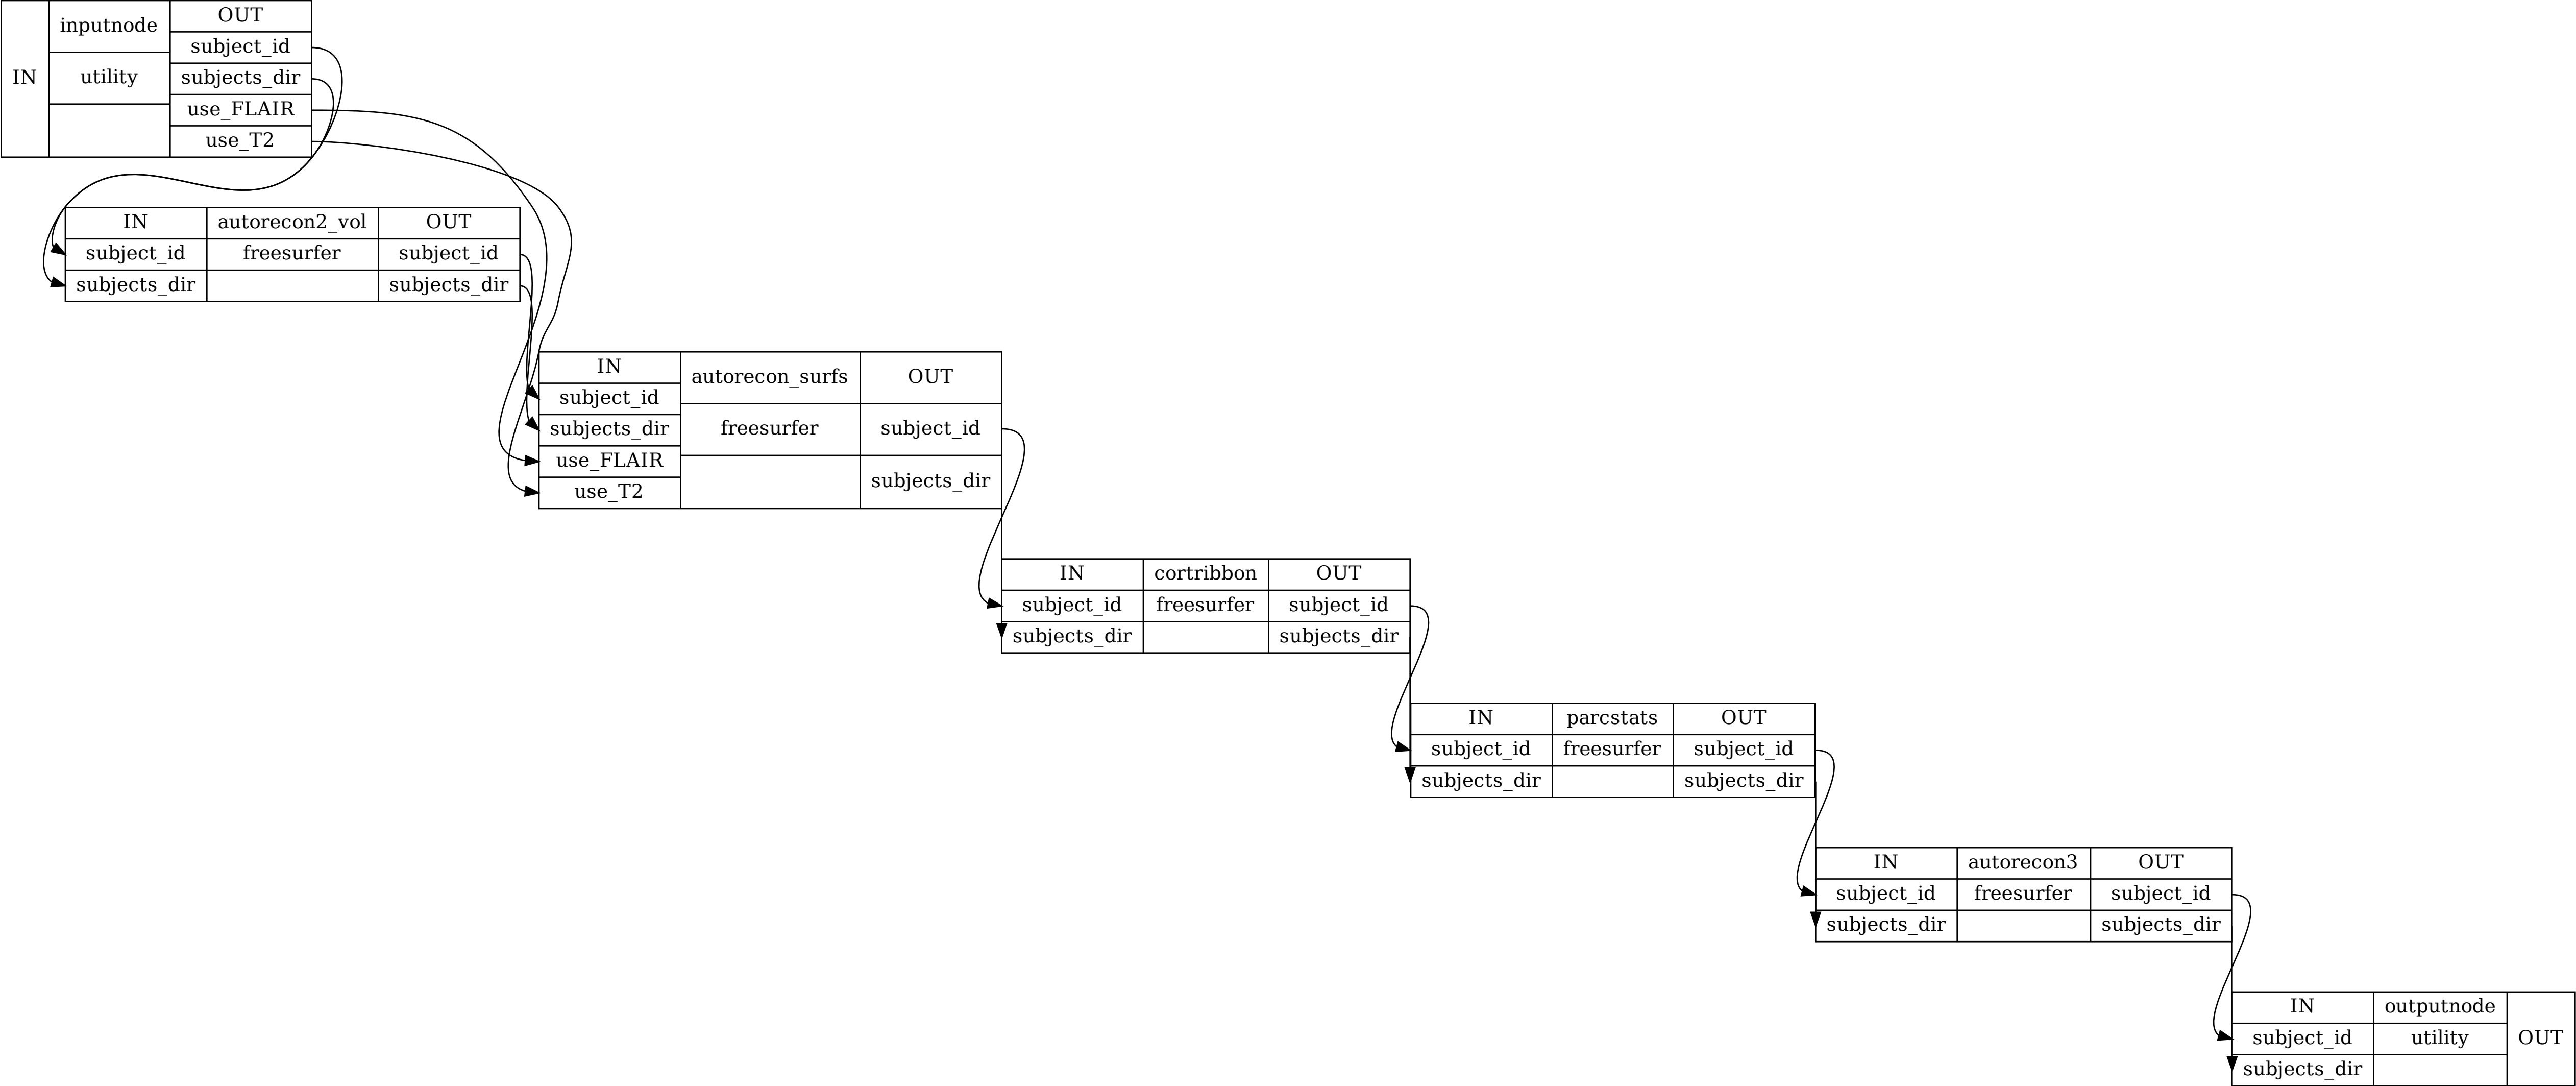 IN
inputnode
utility
OUT
subject_id
subjects_dir
use_FLAIR
use_T2
IN
subject_id
subjects_dir
autorecon2_vol
freesurfer
OUT
subject_id
subjects_dir
IN
subject_id
subjects_dir
use_FLAIR
use_T2
autorecon_surfs
freesurfer
OUT
subject_id
subjects_dir
IN
subject_id
subjects_dir
cortribbon
freesurfer
OUT
subject_id
subjects_dir
IN
subject_id
subjects_dir
parcstats
freesurfer
OUT
subject_id
subjects_dir
IN
subject_id
subjects_dir
autorecon3
freesurfer
OUT
subject_id
subjects_dir
IN
subject_id
subjects_dir
outputnode
utility
OUT